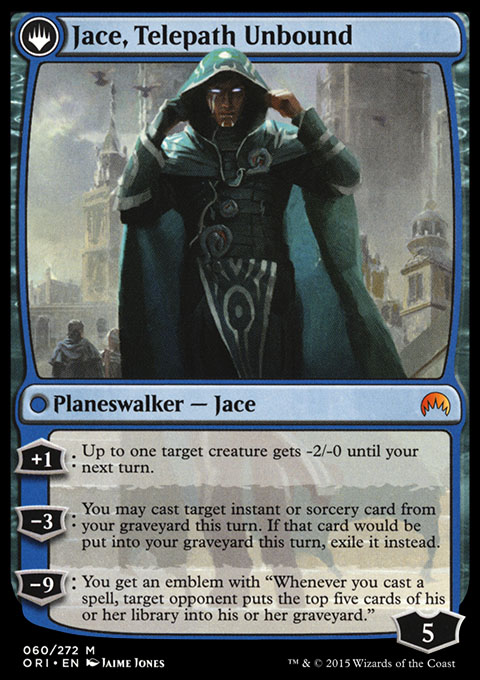 Jace, Telepath Unbound
Planeswalker — Jace
+1: Up to one target creature gets -2/-0 until your
next turn.
-3: You may cast target instant or sorcery card from
your graveyard this turn. If that card would be
put into your graveyard this turn, exile it instead.
-9: You get an emblem with “Whenever you cast a
spell, target opponent puts the top five cards of his
or her library into his or her graveyard.”
5
060/272 M
ORI • EN Jaime Jones
™ & © 2015 Wizards of the Coast